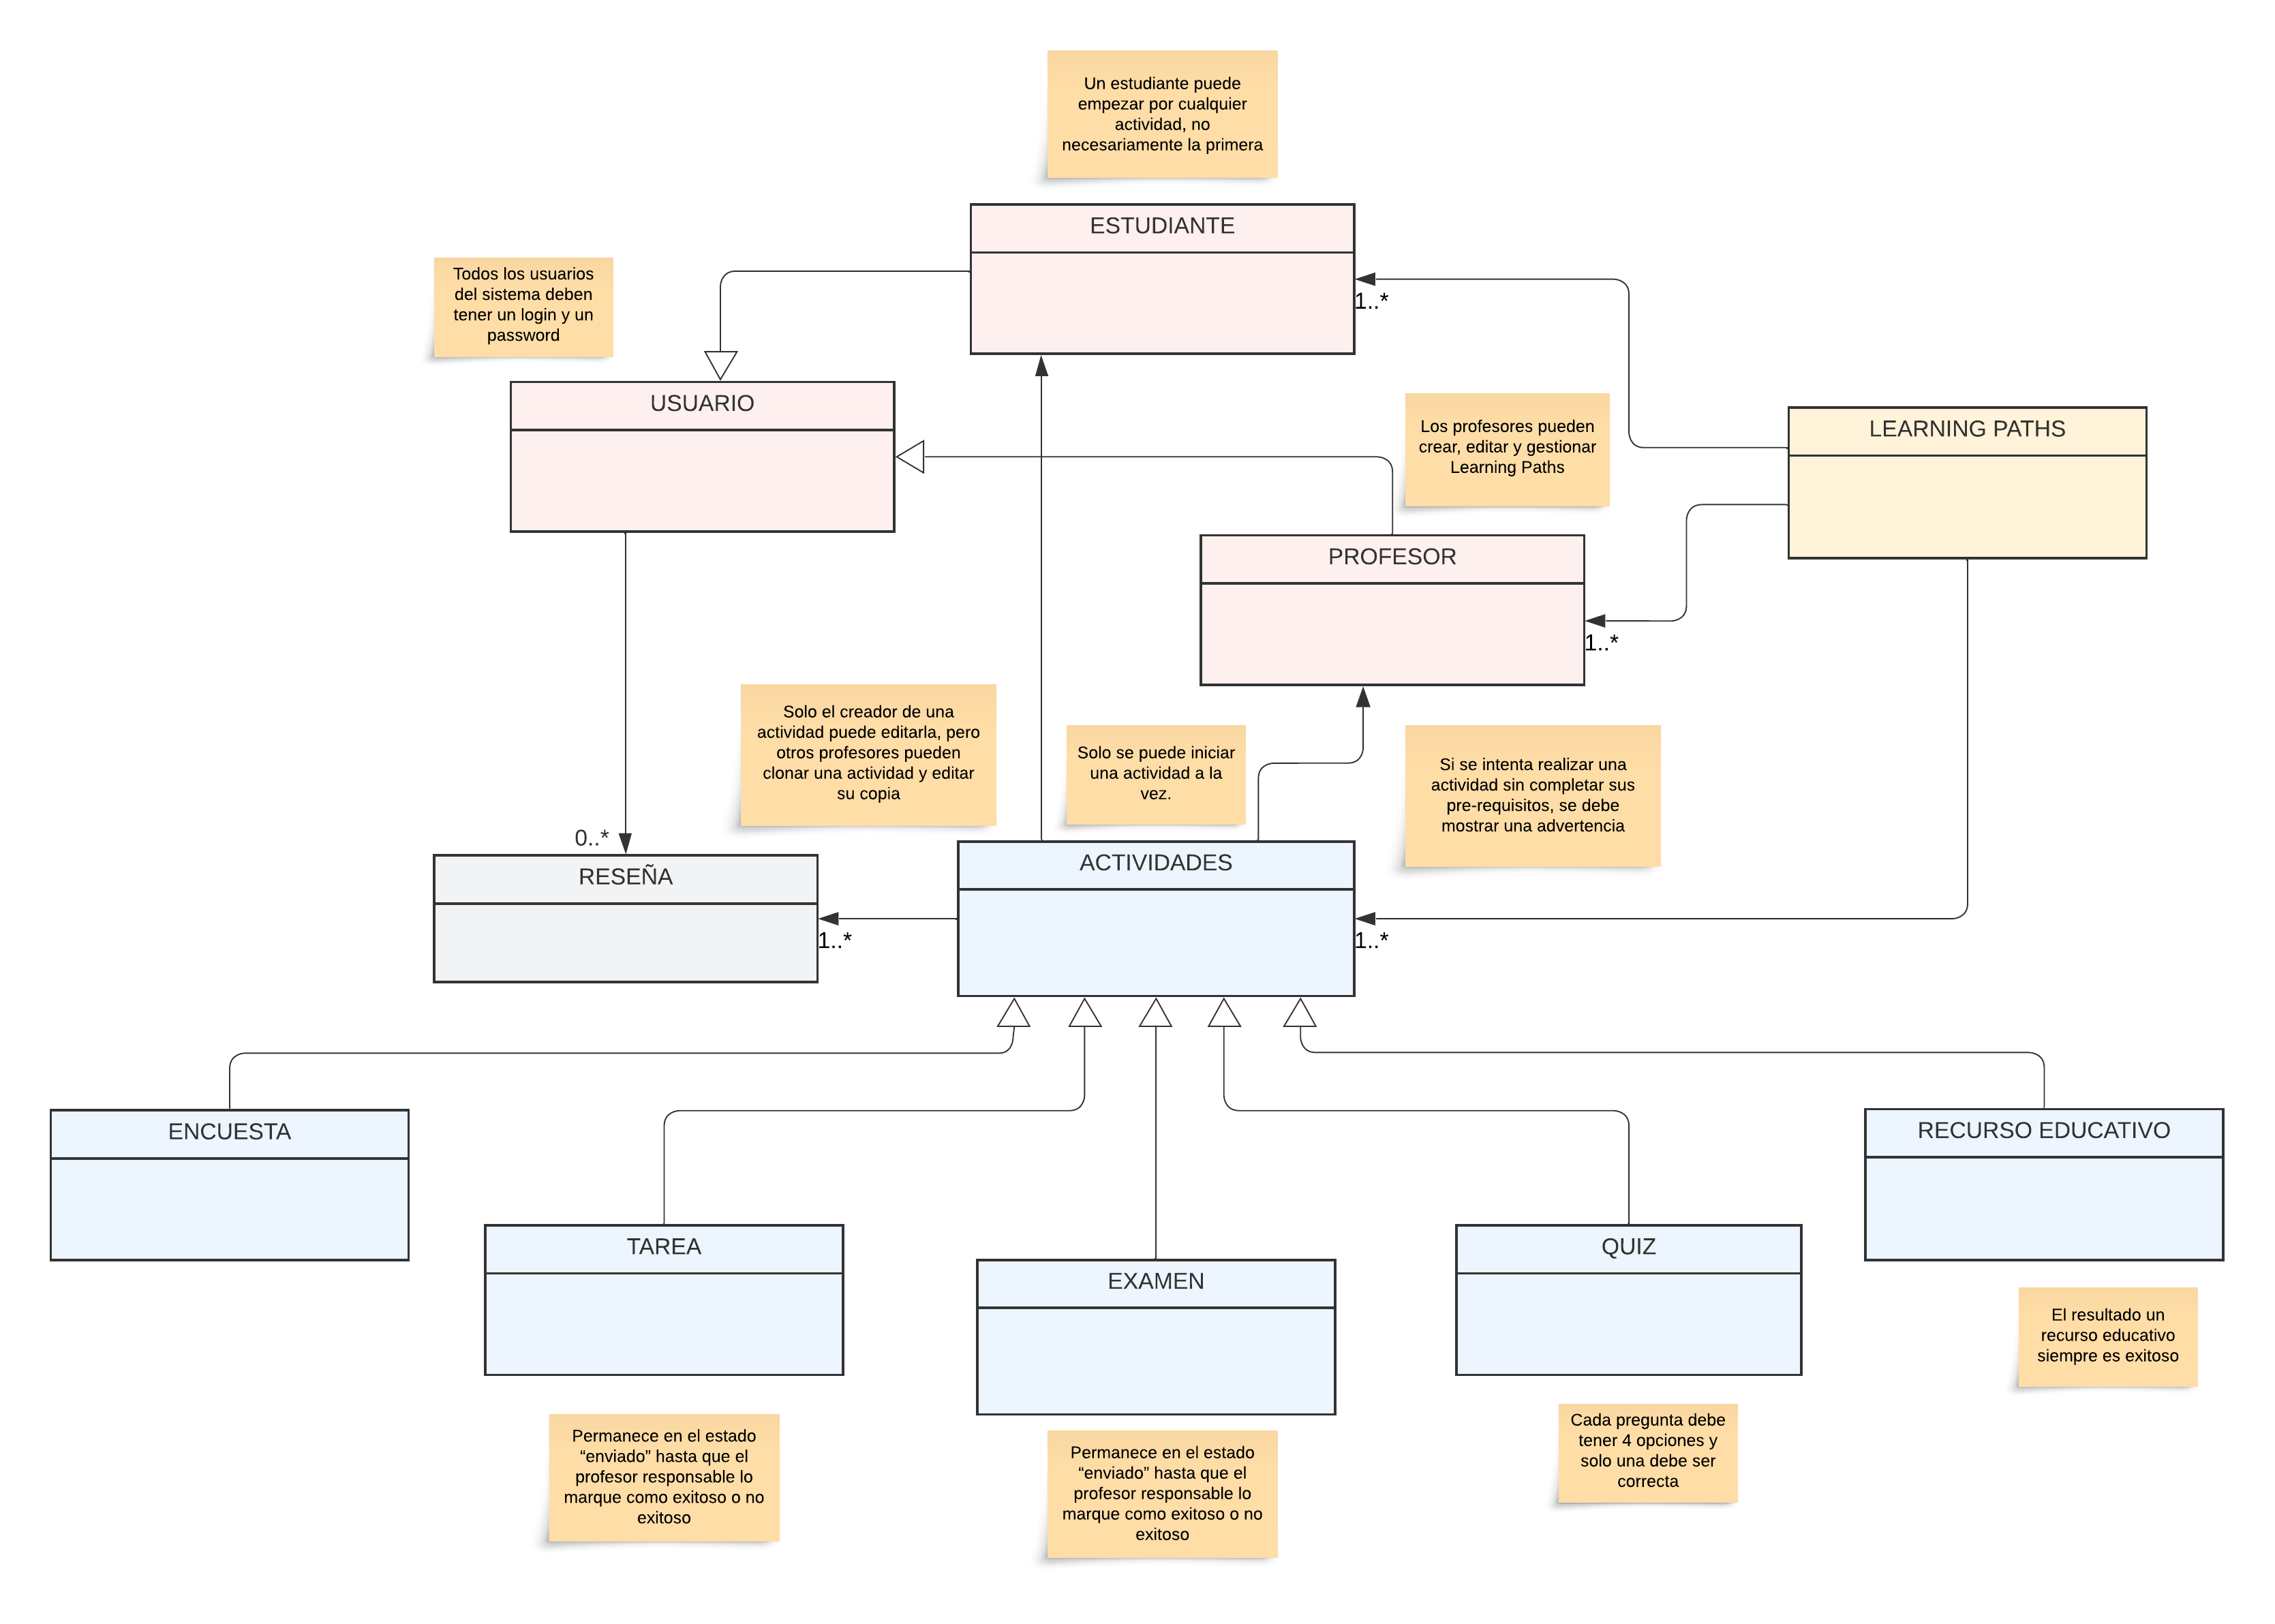 Un estudiante puede
empezar por cualquier
actividad, no
necesariamente la primera
ESTUDIANTE
1..*
Todos los usuarios
del sistema deben
tener un login y un
password
USUARIO
Los profesores pueden
crear, editar y gestionar
Learning Paths
LEARNING PATHS
PROFESOR
1..*
Solo el creador de una
actividad puede editarla, pero
otros profesores pueden
clonar una actividad y editar
su copia
Solo se puede iniciar
una actividad a la
vez.
Si se intenta realizar una
actividad sin completar sus
pre-requisitos, se debe
mostrar una advertencia
0..*
RESEÑA
1..*
ACTIVIDADES
1..*
ENCUESTA
TAREA
EXAMEN
QUIZ
RECURSO EDUCATIVO
Permanece en el estado
“enviado” hasta que el
profesor responsable lo
marque como exitoso o no
exitoso
Permanece en el estado
“enviado” hasta que el
profesor responsable lo
marque como exitoso o no
exitoso
Cada pregunta debe
tener 4 opciones y
solo una debe ser
correcta
El resultado un
recurso educativo
siempre es exitoso